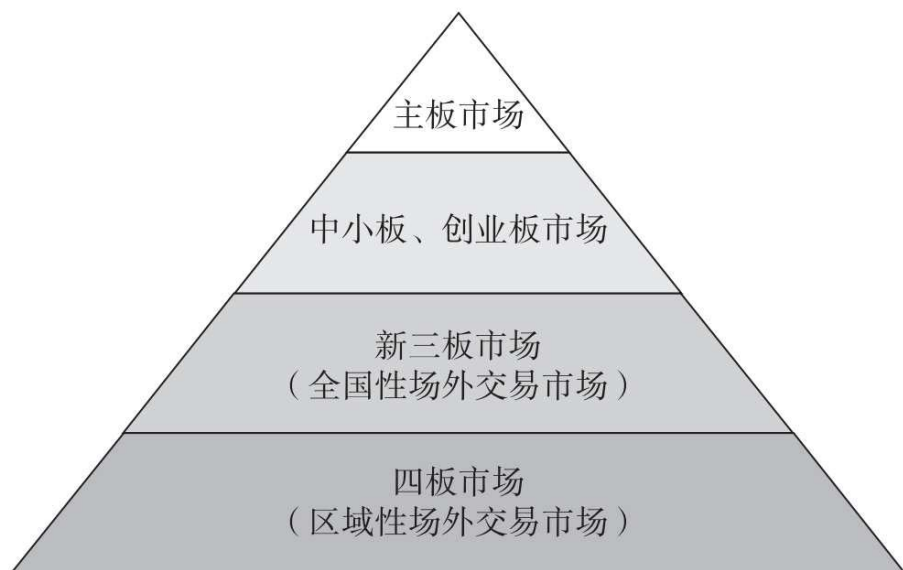 主板市场
中小板、创业板市场
新三板市场
（全国性场外交易市场）
四板市场
（区域性场外交易市场）